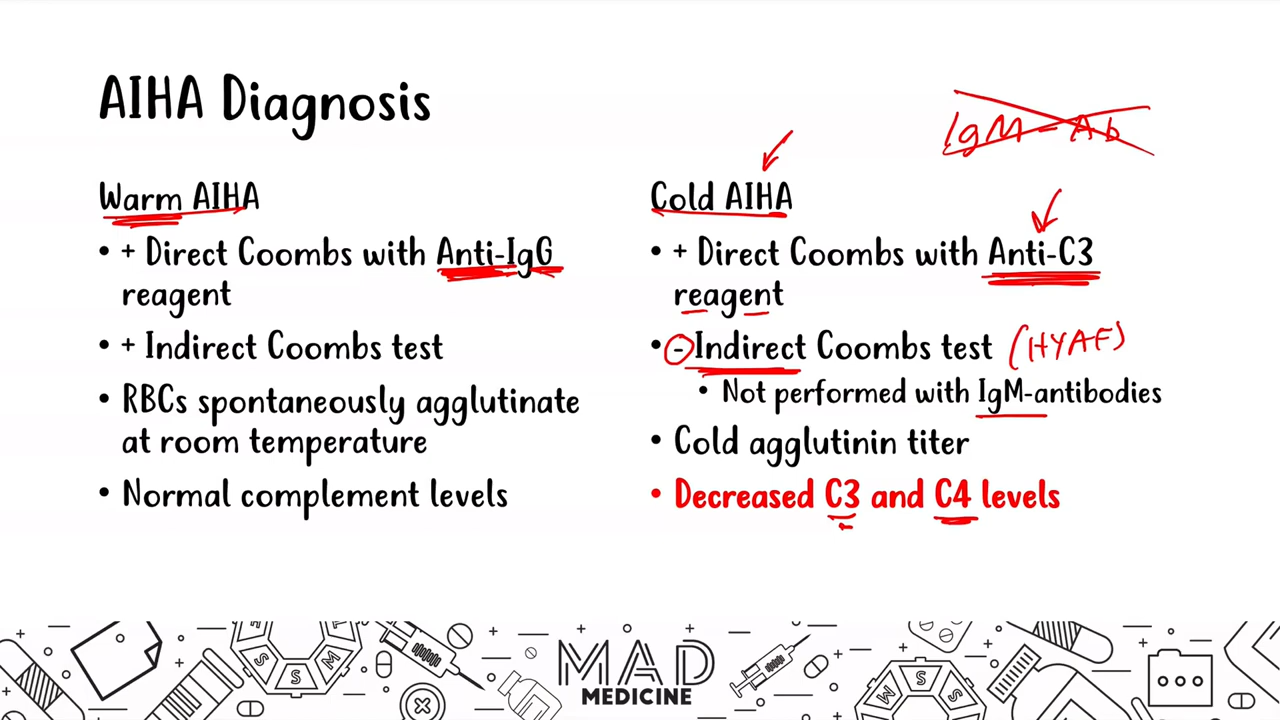 AIHA Diagnosis
IgM - Ab
Warm AIHA
• + Direct Coombs with Anti-IgG
reagent
• + Indirect Coombs test
• RBCs spontaneously agglutinate
at room temperature
• Normal complement levels
Cold AIHA
• + Direct Coombs with Anti-C3
reagent
• - Indirect Coombs test (HYAF)
• Not performed with IgM-antibodies
• Cold agglutinin titer
• Decreased C3 and C4 levels
MAD
MEDICINE
S
S
M
M
S
S